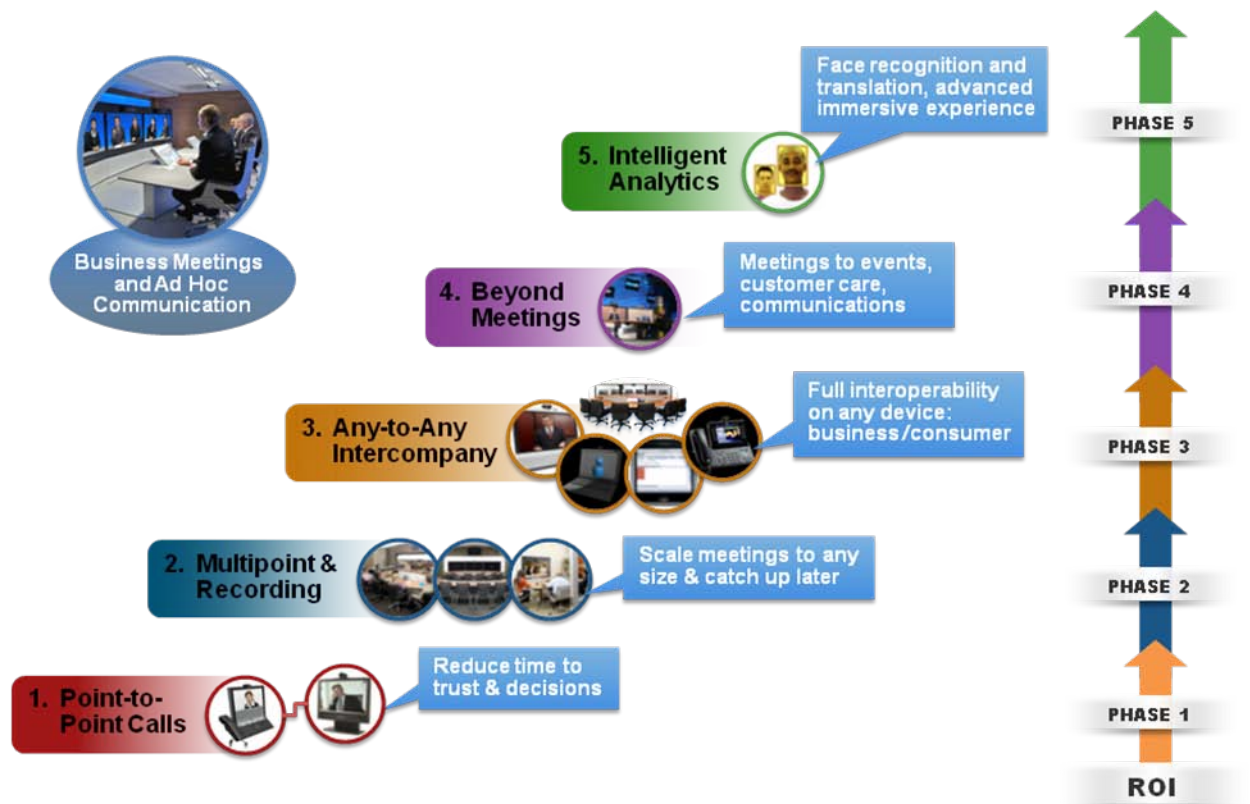 Face recognition and
translation, advanced
immersive experience
PHASE 5
5. Intelligent
Analytics
Business Meetings
and Ad Hoc
Communication
Meetings to events,
customer care,
communications
4. Beyond
Meetings
PHASE 4
Full interoperability
on any device:
business/consumer
3. Any-to-Any
Intercompany
PHASE 3
Scale meetings to any
size & catch up later
2. Multipoint &
Recording
PHASE 2
Reduce time to
trust & decisions
1. Point-to-
Point Calls
PHASE 1
ROI